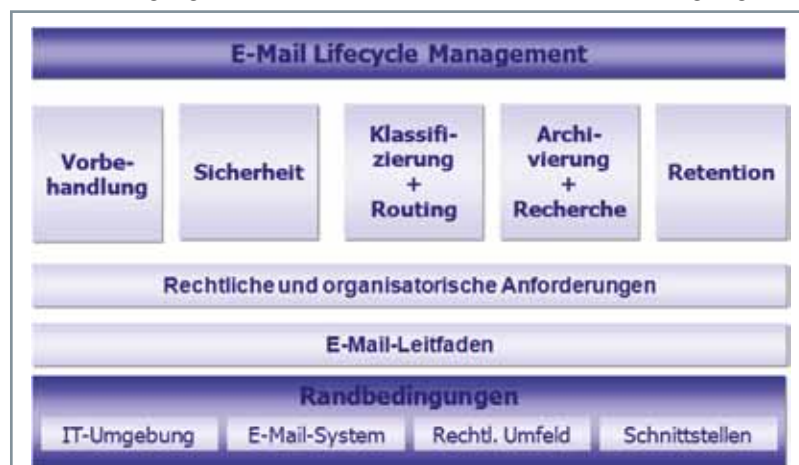 E-Mail Lifecycle Management
Vorbe-
handlung
Sicherheit
Klassifi-
zierung
+
Routing
Archi-
vierung
+
Recherche
Retention
Rechtliche und organisatorische Anforderungen
E-Mail-Leitfaden
Randbedingungen
IT-Umgebung
E-Mail-System
Rechtl. Umfeld
Schnittstellen